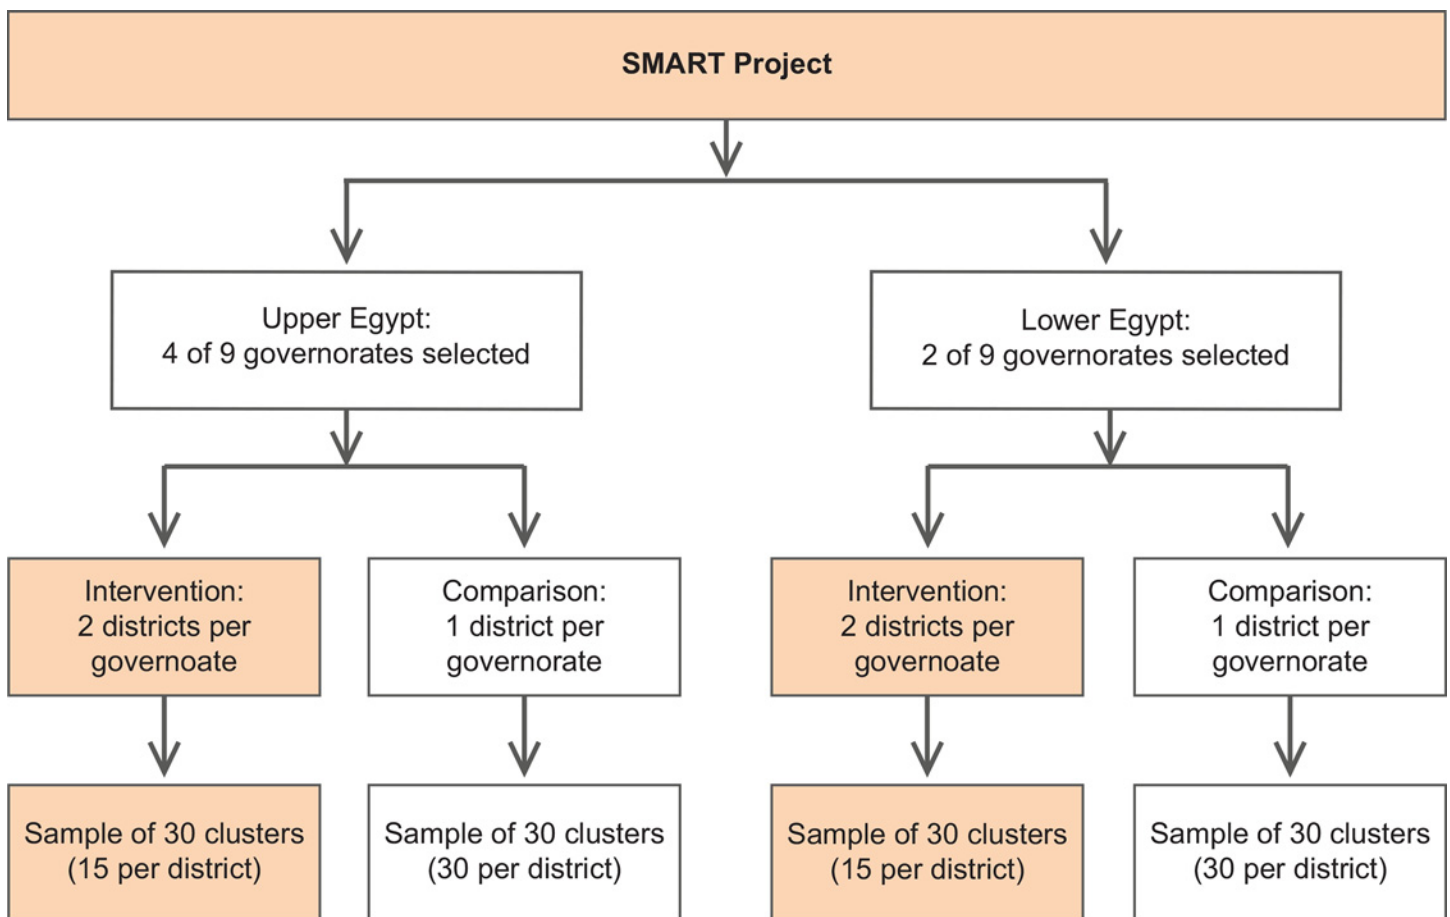 SMART Project
Upper Egypt:
4 of 9 governorates selected
Lower Egypt:
2 of 9 governorates selected
Intervention:
2 districts per
governoate
Comparison:
1 district per
governorate
Intervention:
2 districts per
governoate
Comparison:
1 district per
governorate
Sample of 30 clusters
(15 per district)
Sample of 30 clusters
(30 per district)
Sample of 30 clusters
(15 per district)
Sample of 30 clusters
(30 per district)